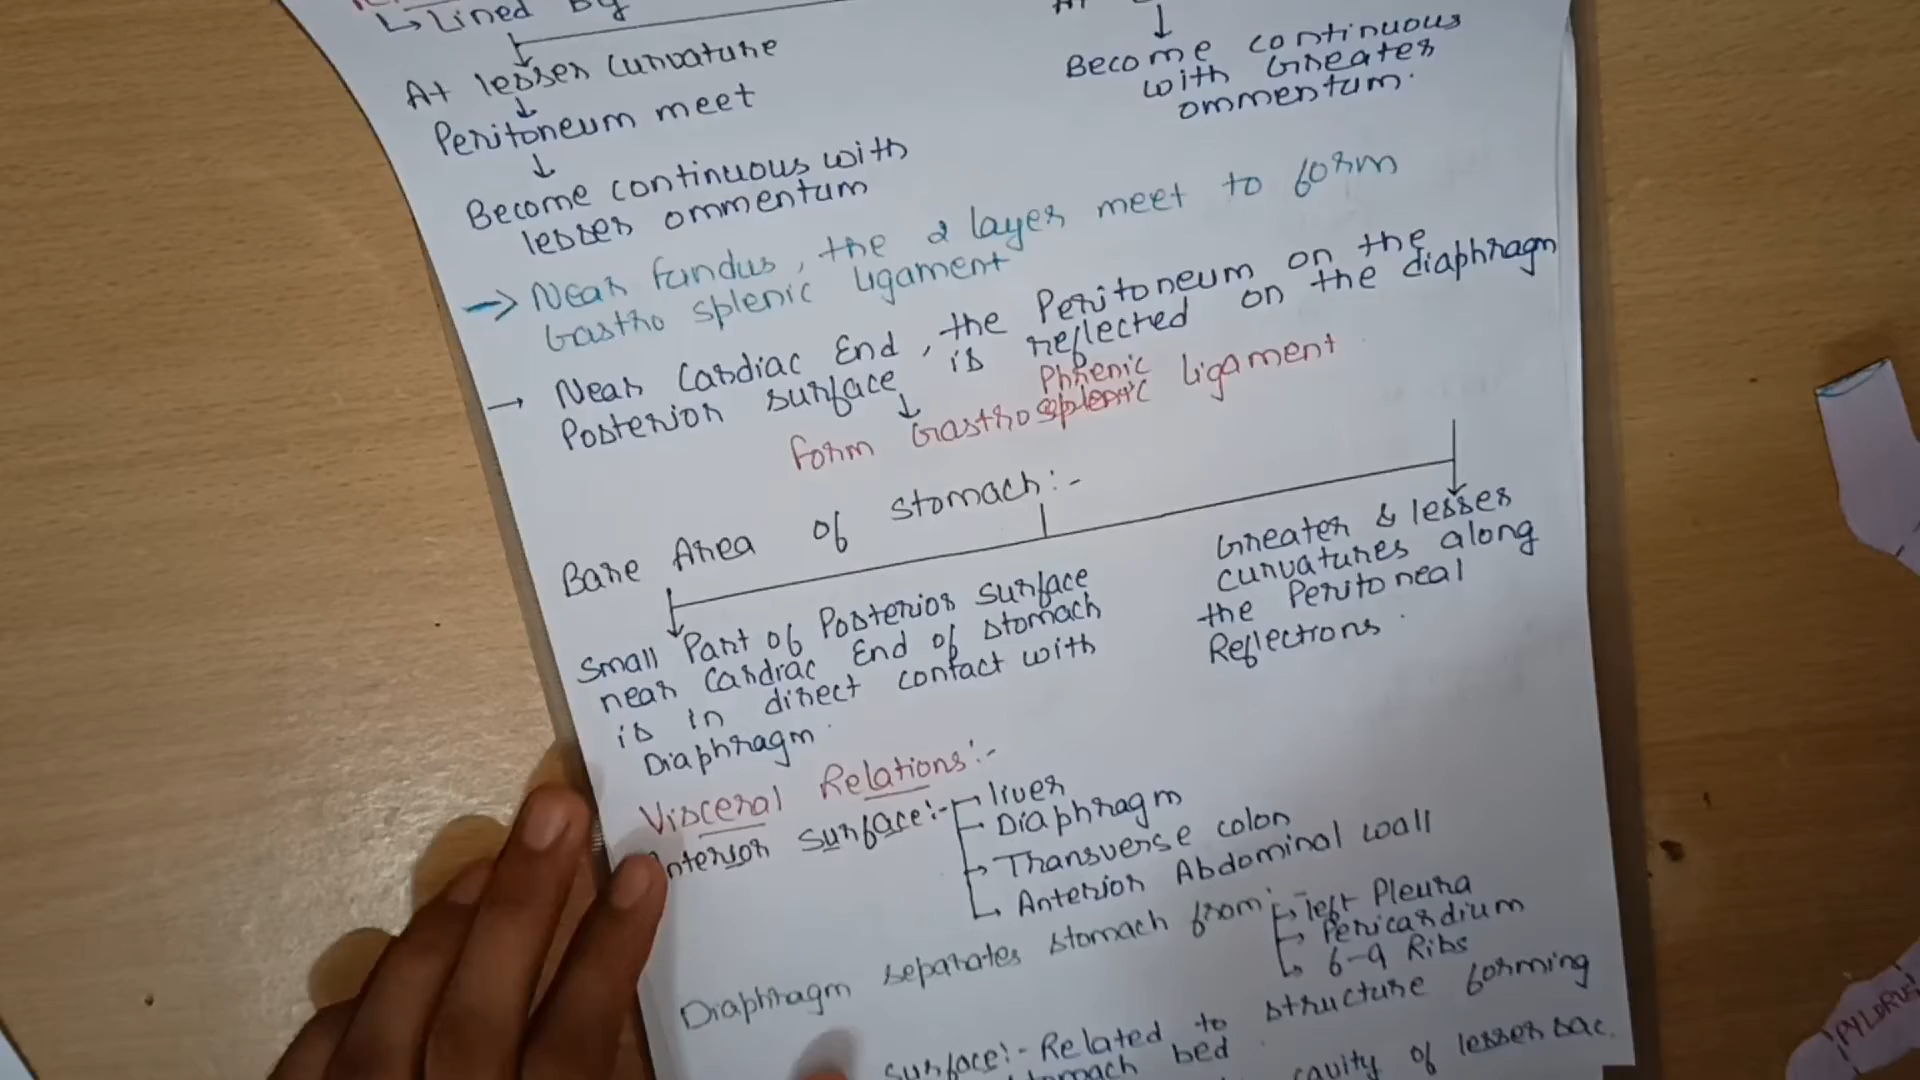 ↳ Lined By
At lesser curvature
↓
Peritoneum meet
↓
Become continuous with
lesser ommentum
↓
Become continuous
with Greater
ommentum.
→ Near fundus, the 2 layer meet to form
Gastro splenic ligament
→ Near Cardiac End, the Peritoneum on the
Posterior surface is reflected on the diaphragm
↓
Phrenic
form Gastrosplenic ligament
Bare Area of stomach:-
Small Part of Posterior surface
near Cardiac End of stomach
is in direct contact with
Diaphragm.
Greater & lesser
curvatures along
the Peritoneal
Reflections.
Visceral Relations:-
Anterior surface:- liver
Diaphragm
→ Transverse colon
↳ Anterior Abdominal wall
Diaphragm separates stomach from: → left Pleura
→ Pericardium
↳ 6-9 Ribs
surface:- Related to structure forming
bed
cavity of lesser sac.
PYLORUS